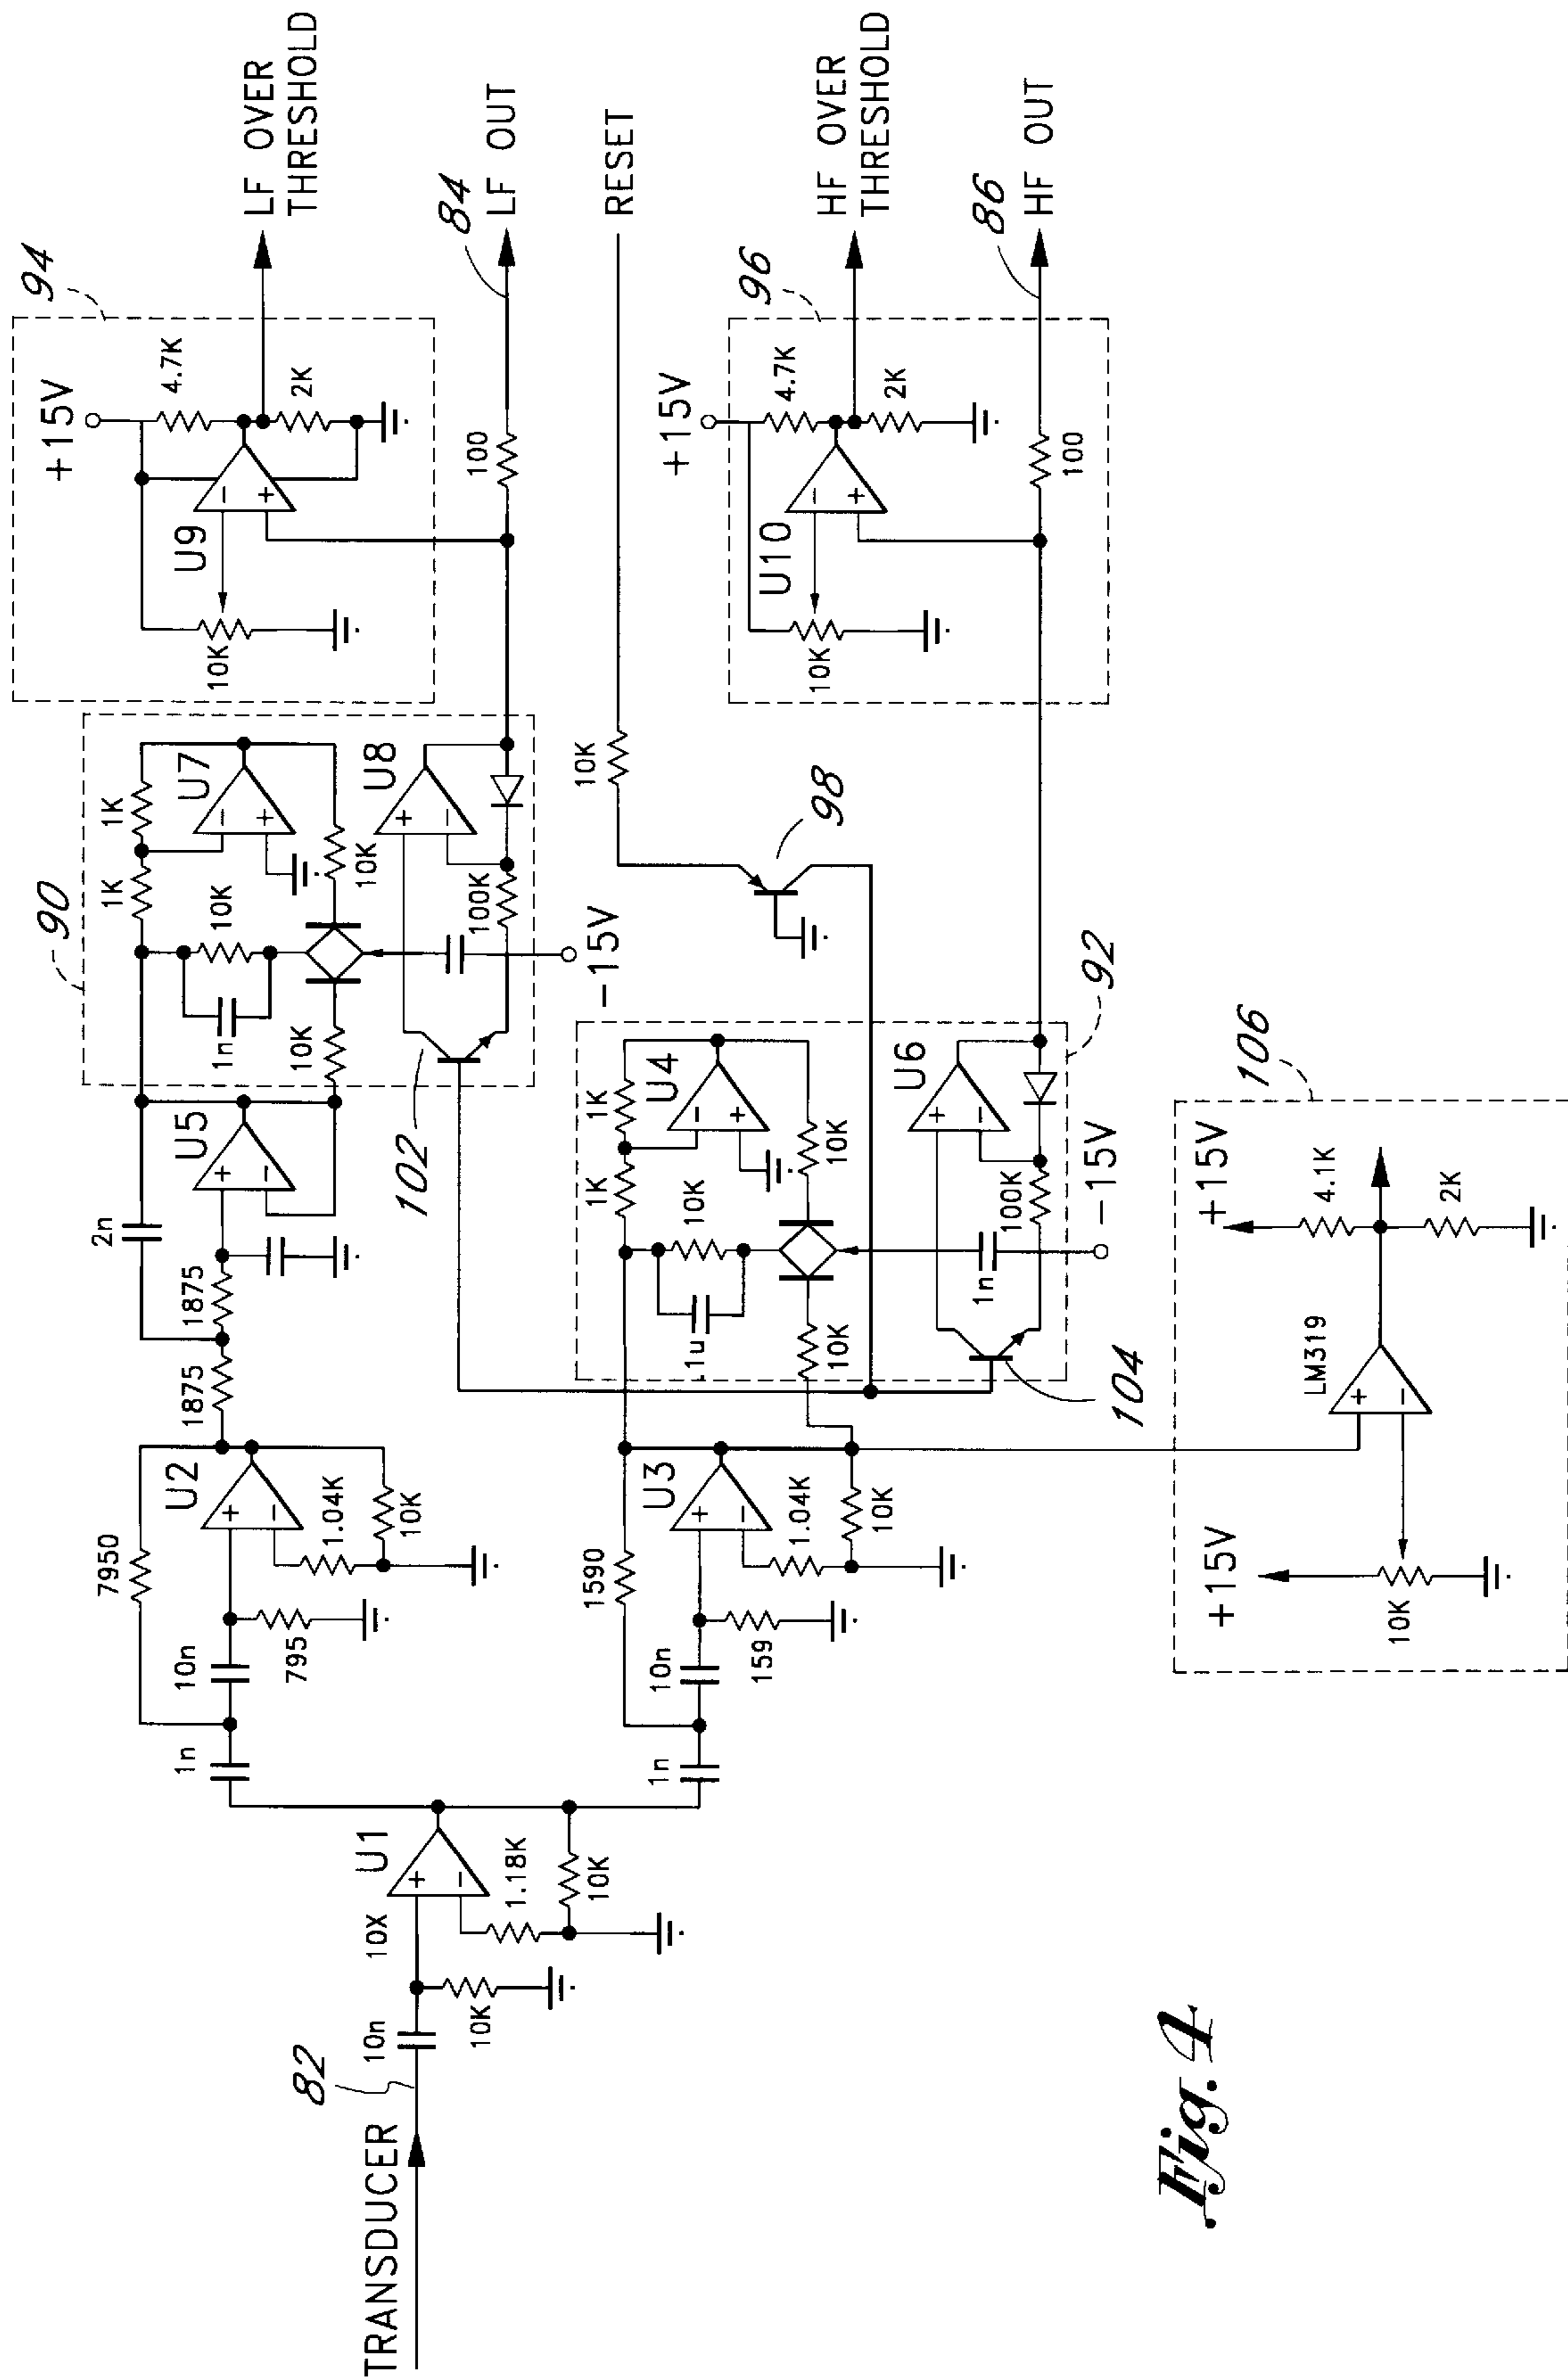 TRANSDUCER
82
10n
10K
10X
U1
1.18K
10K
1n
10n
7950
795
U2
1.04K
10K
1875
1875
2n
U5
90
1n
10K
10K
1K
1K
U7
10K
102
U8
100K
-15V
94
+15V
U9
10K
4.7K
2K
LF OVER
THRESHOLD
100
84
LF OUT
10K
RESET
98
1n
10n
1590
159
U3
1.04K
10K
.1u
10K
10K
1K
1K
U4
10K
104
1n
U6
100K
-15V
92
96
+15V
U10
10K
4.7K
2K
HF OVER
THRESHOLD
100
86
HF OUT
106
+15V
10K
LM319
+15V
4.1K
2K
Fig. 4